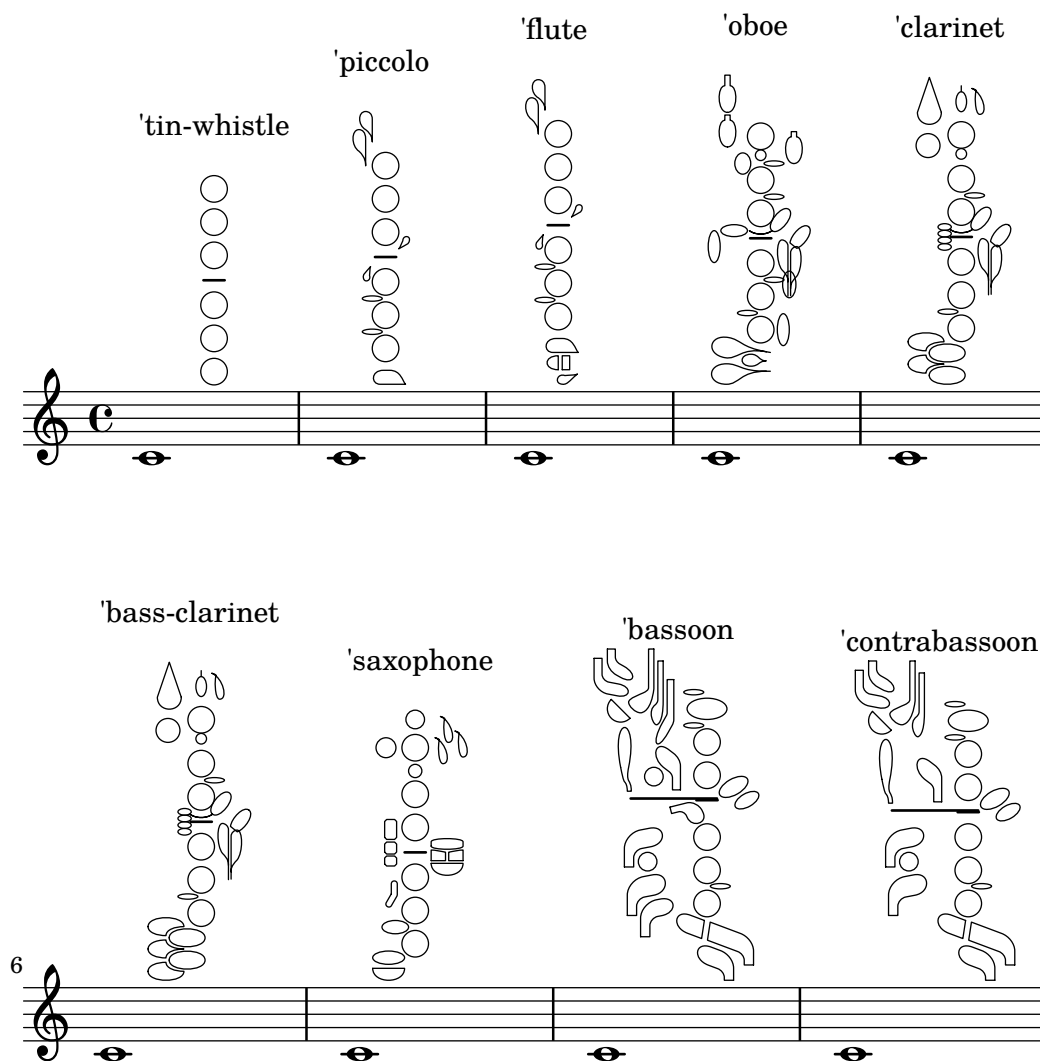 'tin-whistle
'piccolo
'flute
'oboe
'clarinet
'bass-clarinet
'saxophone
'bassoon
'contrabassoon
6